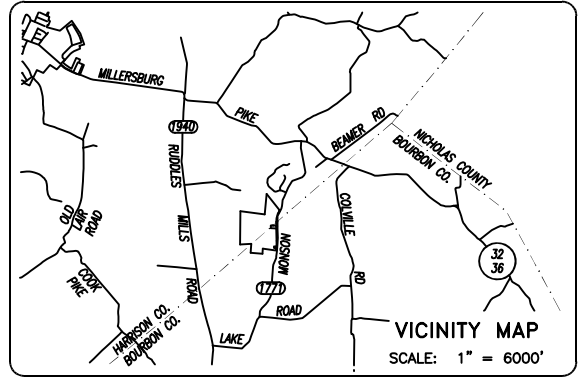 MILLERSBURG
PIKE
1940
RUDDLES
MILLS
ROAD
BEAMER RD
NICHOLAS COUNTY
BOURBON CO.
OLD
LAIR
ROAD
COLVILLE
RD
COOK
PIKE
MONSON
1771
ROAD
LAKE
32
36
HARRISON CO.
BOURBON CO.
VICINITY MAP
SCALE: 1" = 6000'